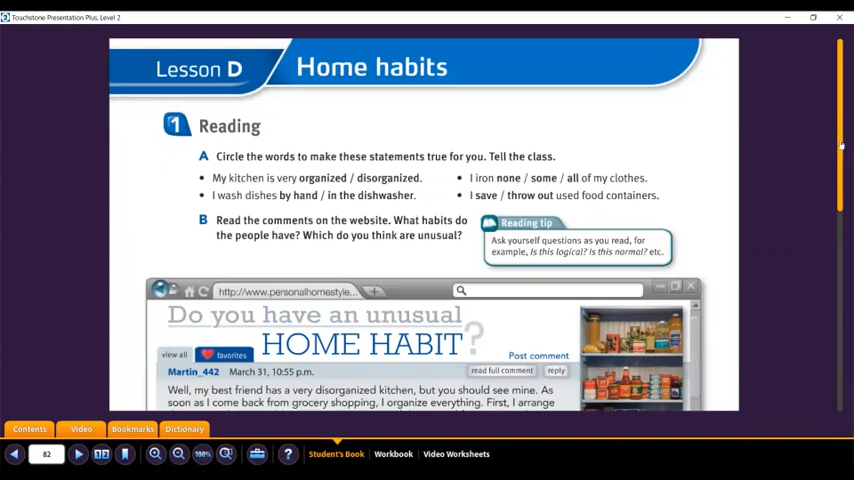 Touchstone Presentation Plus, Level 2
Lesson D
Home habits
1 Reading
A Circle the words to make these statements true for you. Tell the class.
• My kitchen is very organized / disorganized.
• I iron none / some / all of my clothes.
• I wash dishes by hand / in the dishwasher.
• I save / throw out used food containers.
B Read the comments on the website. What habits do
the people have? Which do you think are unusual?
Reading tip
Ask yourself questions as you read, for
example, Is this logical? Is this normal? etc.
http://www.personalhomestyle...
Do you have an unusual
HOME HABIT?
view all
favorites
Post comment
Martin_442 March 31, 10:55 p.m.
read full comment
reply
Well, my best friend has a very disorganized kitchen, but you should see mine. As
soon as I come back from grocery shopping, I organize everything. First, I arrange
Contents
Video
Bookmarks
Dictionary
82
1 2
100%
?
Student's Book
Workbook
Video Worksheets